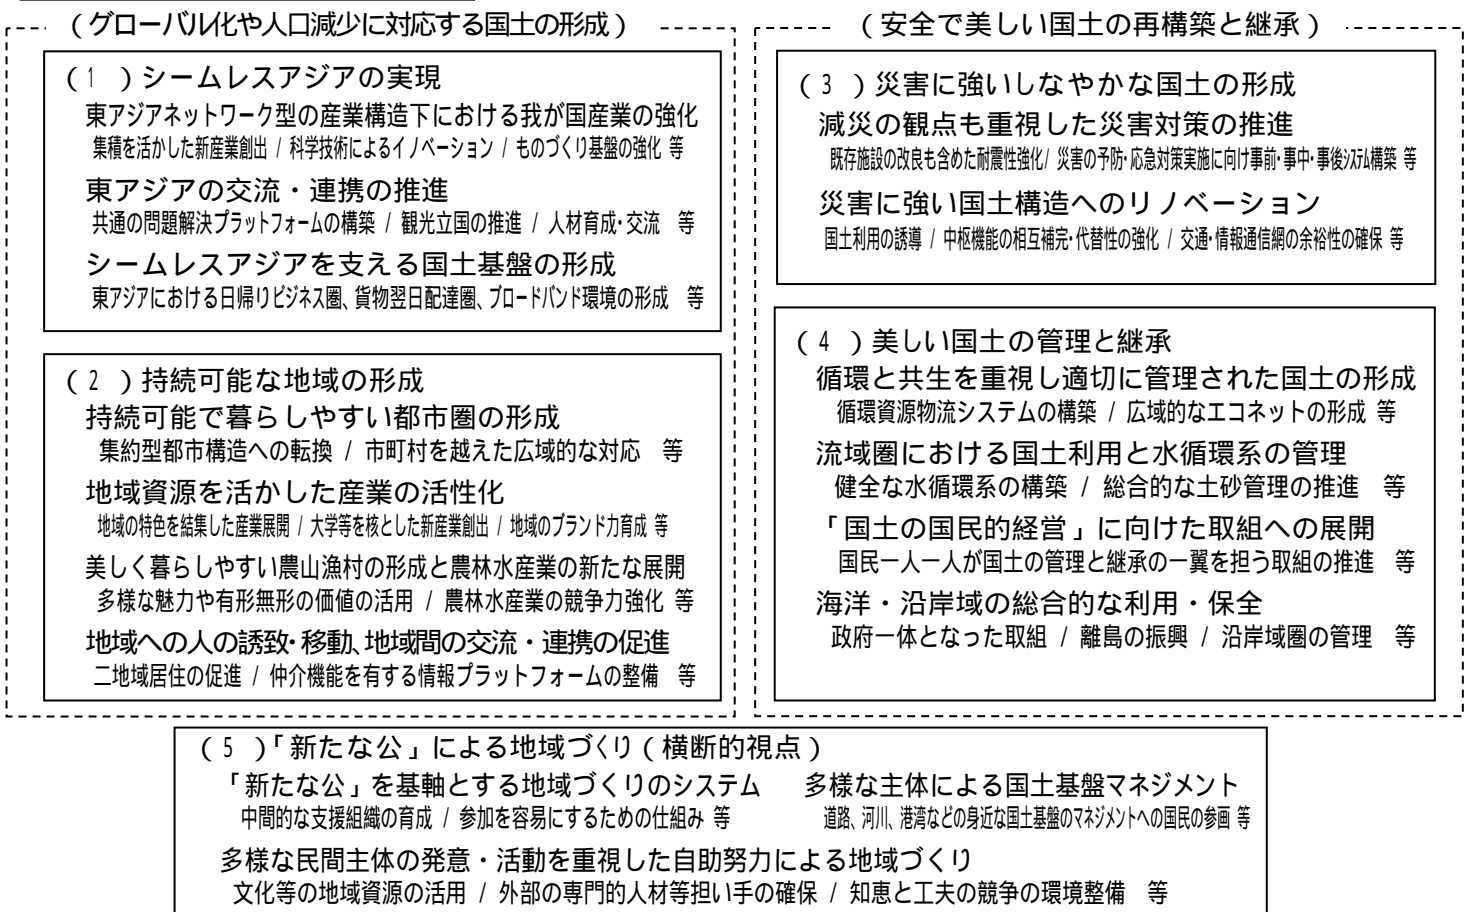 (グローバル化や人口減少に対応する国土の形成)
(1 )シームレスアジアの実現
東アジアネットワーク型の産業構造下における我が国産業の強化
集積を活かした新産業創出 / 科学技術によるイノベーション / ものづくり基盤の強化 等
東アジアの交流・連携の推進
共通の問題解決プラットフォームの構築 / 観光立国の推進 / 人材育成・交流 等
シームレスアジアを支える国土基盤の形成
東アジアにおける日帰りビジネス圏、貨物翌日配達圏、ブロードバンド環境の形成 等
(2 )持続可能な地域の形成
持続可能で暮らしやすい都市圏の形成
集約型都市構造への転換 / 市町村を越えた広域的な対応 等
地域資源を活かした産業の活性化
地域の特色を結集した産業展開 / 大学等を核とした新産業創出 / 地域のブランド力育成 等
美しく暮らしやすい農山漁村の形成と農林水産業の新たな展開
多様な魅力や有形無形の価値の活用 / 農林水産業の競争力強化 等
地域への人の誘致・移動、地域間の交流・連携の促進
二地域居住の促進 / 仲介機能を有する情報プラットフォームの整備 等
(安全で美しい国土の再構築と継承)
(3 )災害に強いしなやかな国土の形成
減災の観点も重視した災害対策の推進
既存施設の改良も含めた耐震性強化/ 災害の予防・応急対策実施に向け事前・事中・事後システム構築 等
災害に強い国土構造へのリノベーション
国土利用の誘導 / 中枢機能の相互補完・代替性の強化 / 交通・情報通信網の余裕性の確保 等
(4 )美しい国土の管理と継承
循環と共生を重視し適切に管理された国土の形成
循環資源物流システムの構築 / 広域的なエコネットの形成 等
流域圏における国土利用と水循環系の管理
健全な水循環系の構築 / 総合的な土砂管理の推進 等
「国土の国民的経営」に向けた取組への展開
国民一人一人が国土の管理と継承の一翼を担う取組の推進 等
海洋・沿岸域の総合的な利用・保全
政府一体となった取組 / 離島の振興 / 沿岸域圏の管理 等
(5 )「新たな公」による地域づくり(横断的視点)
「新たな公」を基軸とする地域づくりのシステム
中間的な支援組織の育成 / 参加を容易にするための仕組み 等
多様な主体による国土基盤マネジメント
道路、河川、港湾などの身近な国土基盤のマネジメントへの国民の参画 等
多様な民間主体の発意・活動を重視した自助努力による地域づくり
文化等の地域資源の活用 / 外部の専門的人材等担い手の確保 / 知恵と工夫の競争の環境整備 等